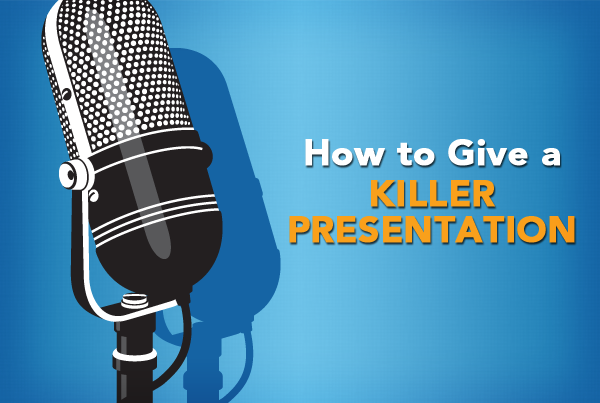 How to Give a
KILLER
PRESENTATION